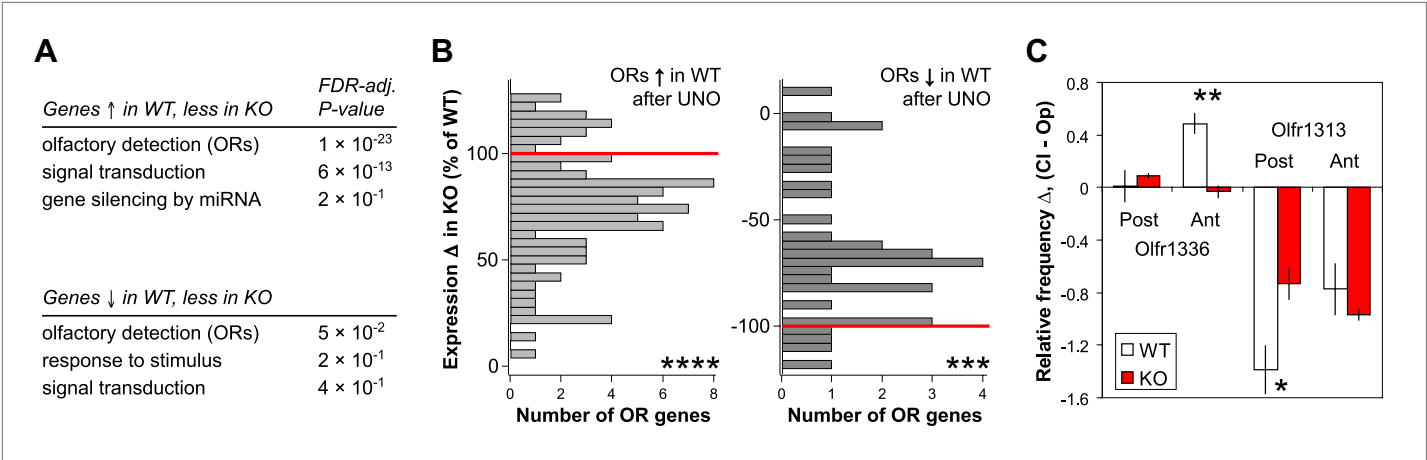 A
FDR-adj.
Genes ↑ in WT, less in KO P-value
olfactory detection (ORs) 1 × 10⁻²³
signal transduction 6 × 10⁻¹³
gene silencing by miRNA 2 × 10⁻¹
Genes ↓ in WT, less in KO
olfactory detection (ORs) 5 × 10⁻²
response to stimulus 2 × 10⁻¹
signal transduction 4 × 10⁻¹
B
Expression Δ in KO (% of WT)
ORs ↑ in WT
after UNO
100
50
0
****
0 2 4 6 8
Number of OR genes
ORs ↓ in WT
after UNO
0
-50
-100
***
0 1 2 3 4
Number of OR genes
C
Relative frequency Δ, (Cl - Op)
0.8
0.4
0
-0.4
-0.8
-1.2
-1.6
**
Olfr1313
Post Ant
Post Ant
Olfr1336
*
WT
KO